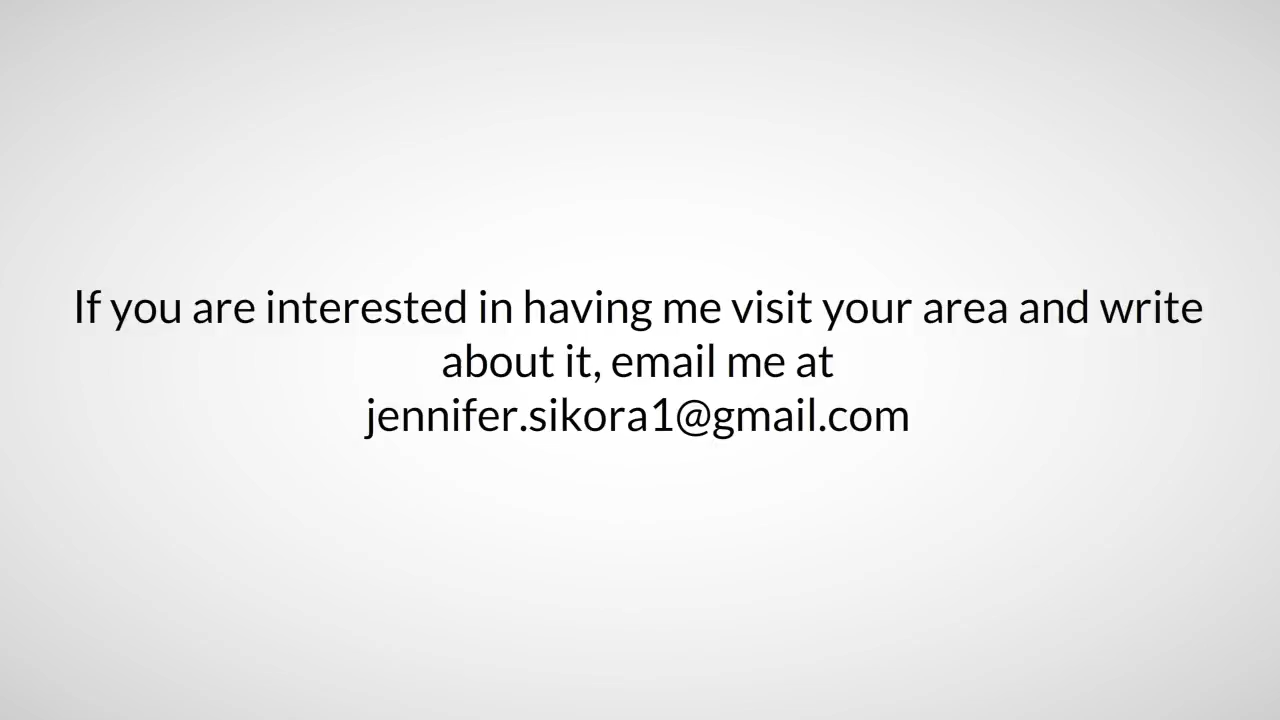 If you are interested in having me visit your area and write
about it, email me at
jennifer.sikora1@gmail.com